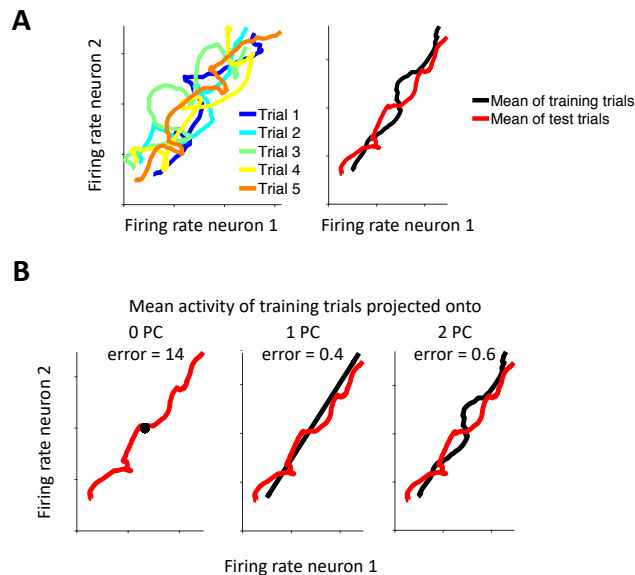 A
Firing rate neuron 2
Trial 1
Trial 2
Trial 3
Trial 4
Trial 5
Firing rate neuron 1
Mean of training trials
Mean of test trials
Firing rate neuron 1
B
Mean activity of training trials projected onto
0 PC
error = 14
1 PC
error = 0.4
2 PC
error = 0.6
Firing rate neuron 2
Firing rate neuron 1